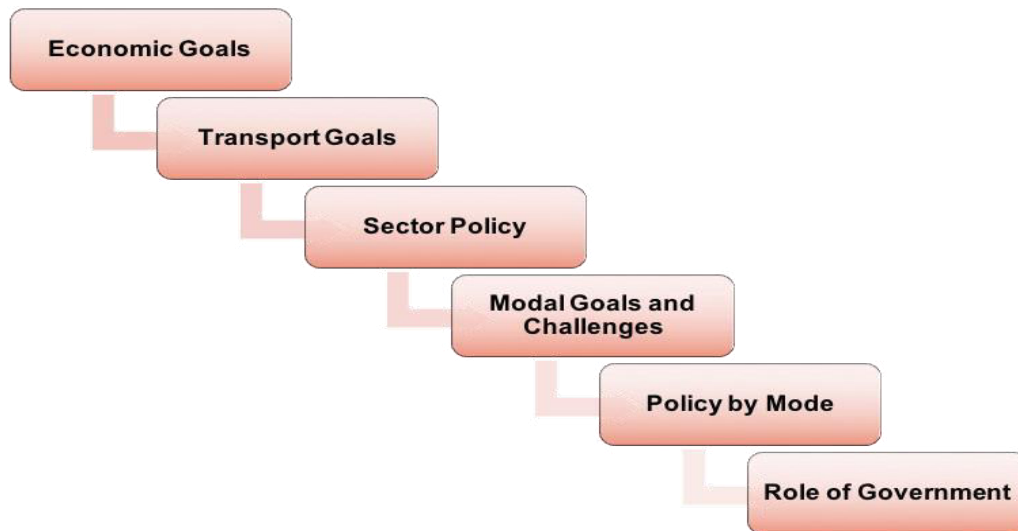 Economic Goals
Transport Goals
Sector Policy
Modal Goals and
Challenges
Policy by Mode
Role of Government